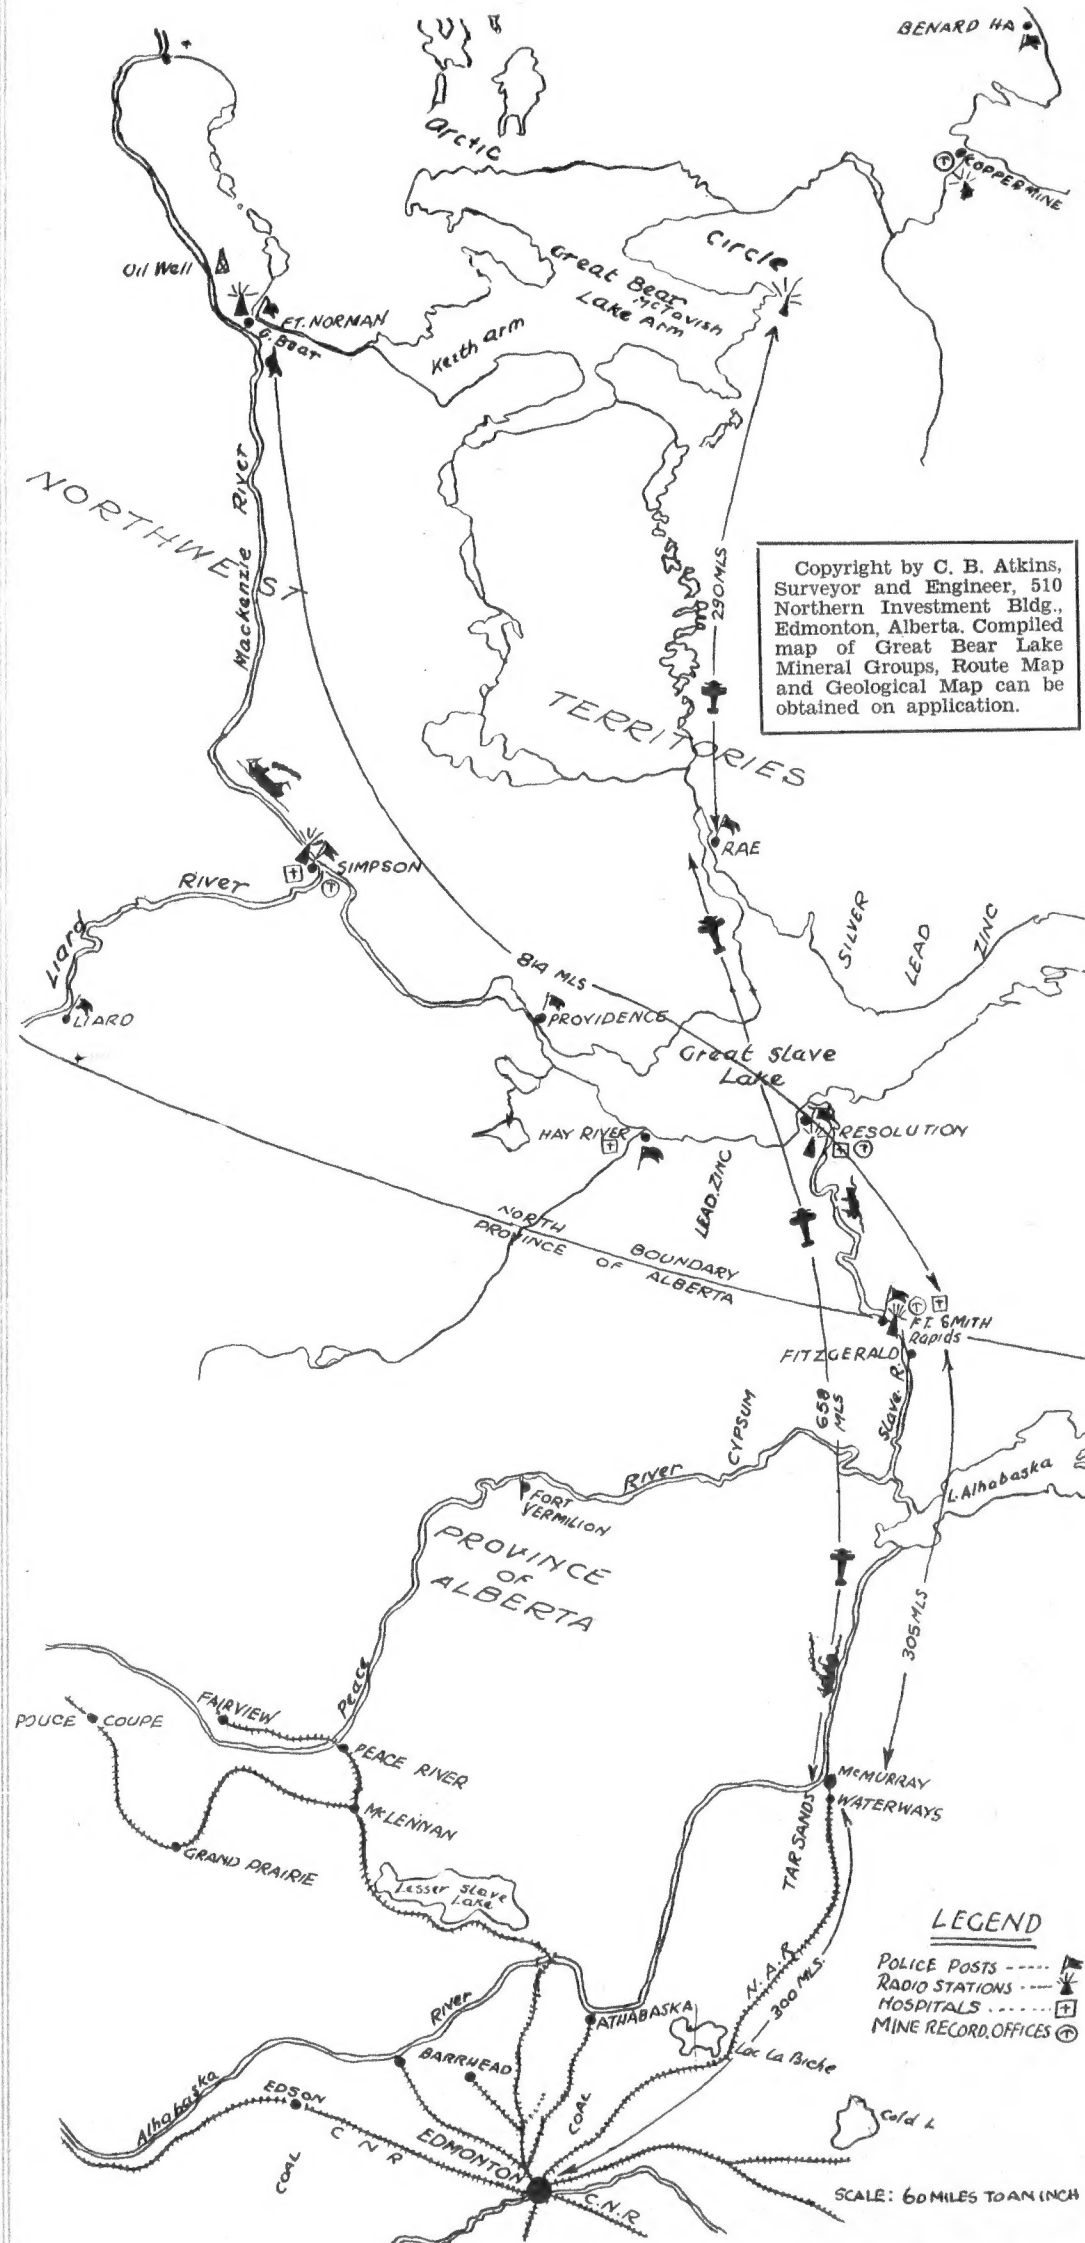 BENARD HA
Arctic
KOPPERMINE
Circle
Oil Well
Great Bear
McTavish
Lake Arm
FT. NORMAN
G. Bear
Keith Arm
Mackenzie River
NORTHWEST
290 MLS
Copyright by C. B. Atkins,
Surveyor and Engineer, 510
Northern Investment Bldg.,
Edmonton, Alberta. Compiled
map of Great Bear Lake
Mineral Groups, Route Map
and Geological Map can be
obtained on application.
TERRITORIES
RAE
SIMPSON
Liard River
SILVER
LEAD
ZINC
814 MLS
LIARD
PROVIDENCE
Great Slave
Lake
HAY RIVER
RESOLUTION
LEAD. ZINC
NORTH BOUNDARY
PROVINCE OF ALBERTA
FT. SMITH
Rapids
FITZGERALD
Slave R.
658
MLS
CYPSUM
Peace River
L. Alhabaska
FORT
VERMILION
PROVINCE
OF
ALBERTA
305 MLS
FAIRVIEW
POUCE COUPE
PEACE RIVER
McMURRAY
WATERWAYS
McLENNAN
TAR SANDS
GRAND PRAIRIE
Lesser Slave
Lake
LEGEND
POLICE POSTS
RADIO STATIONS
HOSPITALS
MINE RECORD. OFFICES
N. A. R.
300 MLS.
ATHABASKA
Lac La Biche
Alhabaska River
BARRHEAD
EDSON
COAL
Cold L
C N R
COAL
EDMONTON
C.N.R
SCALE: 60 MILES TO AN INCH